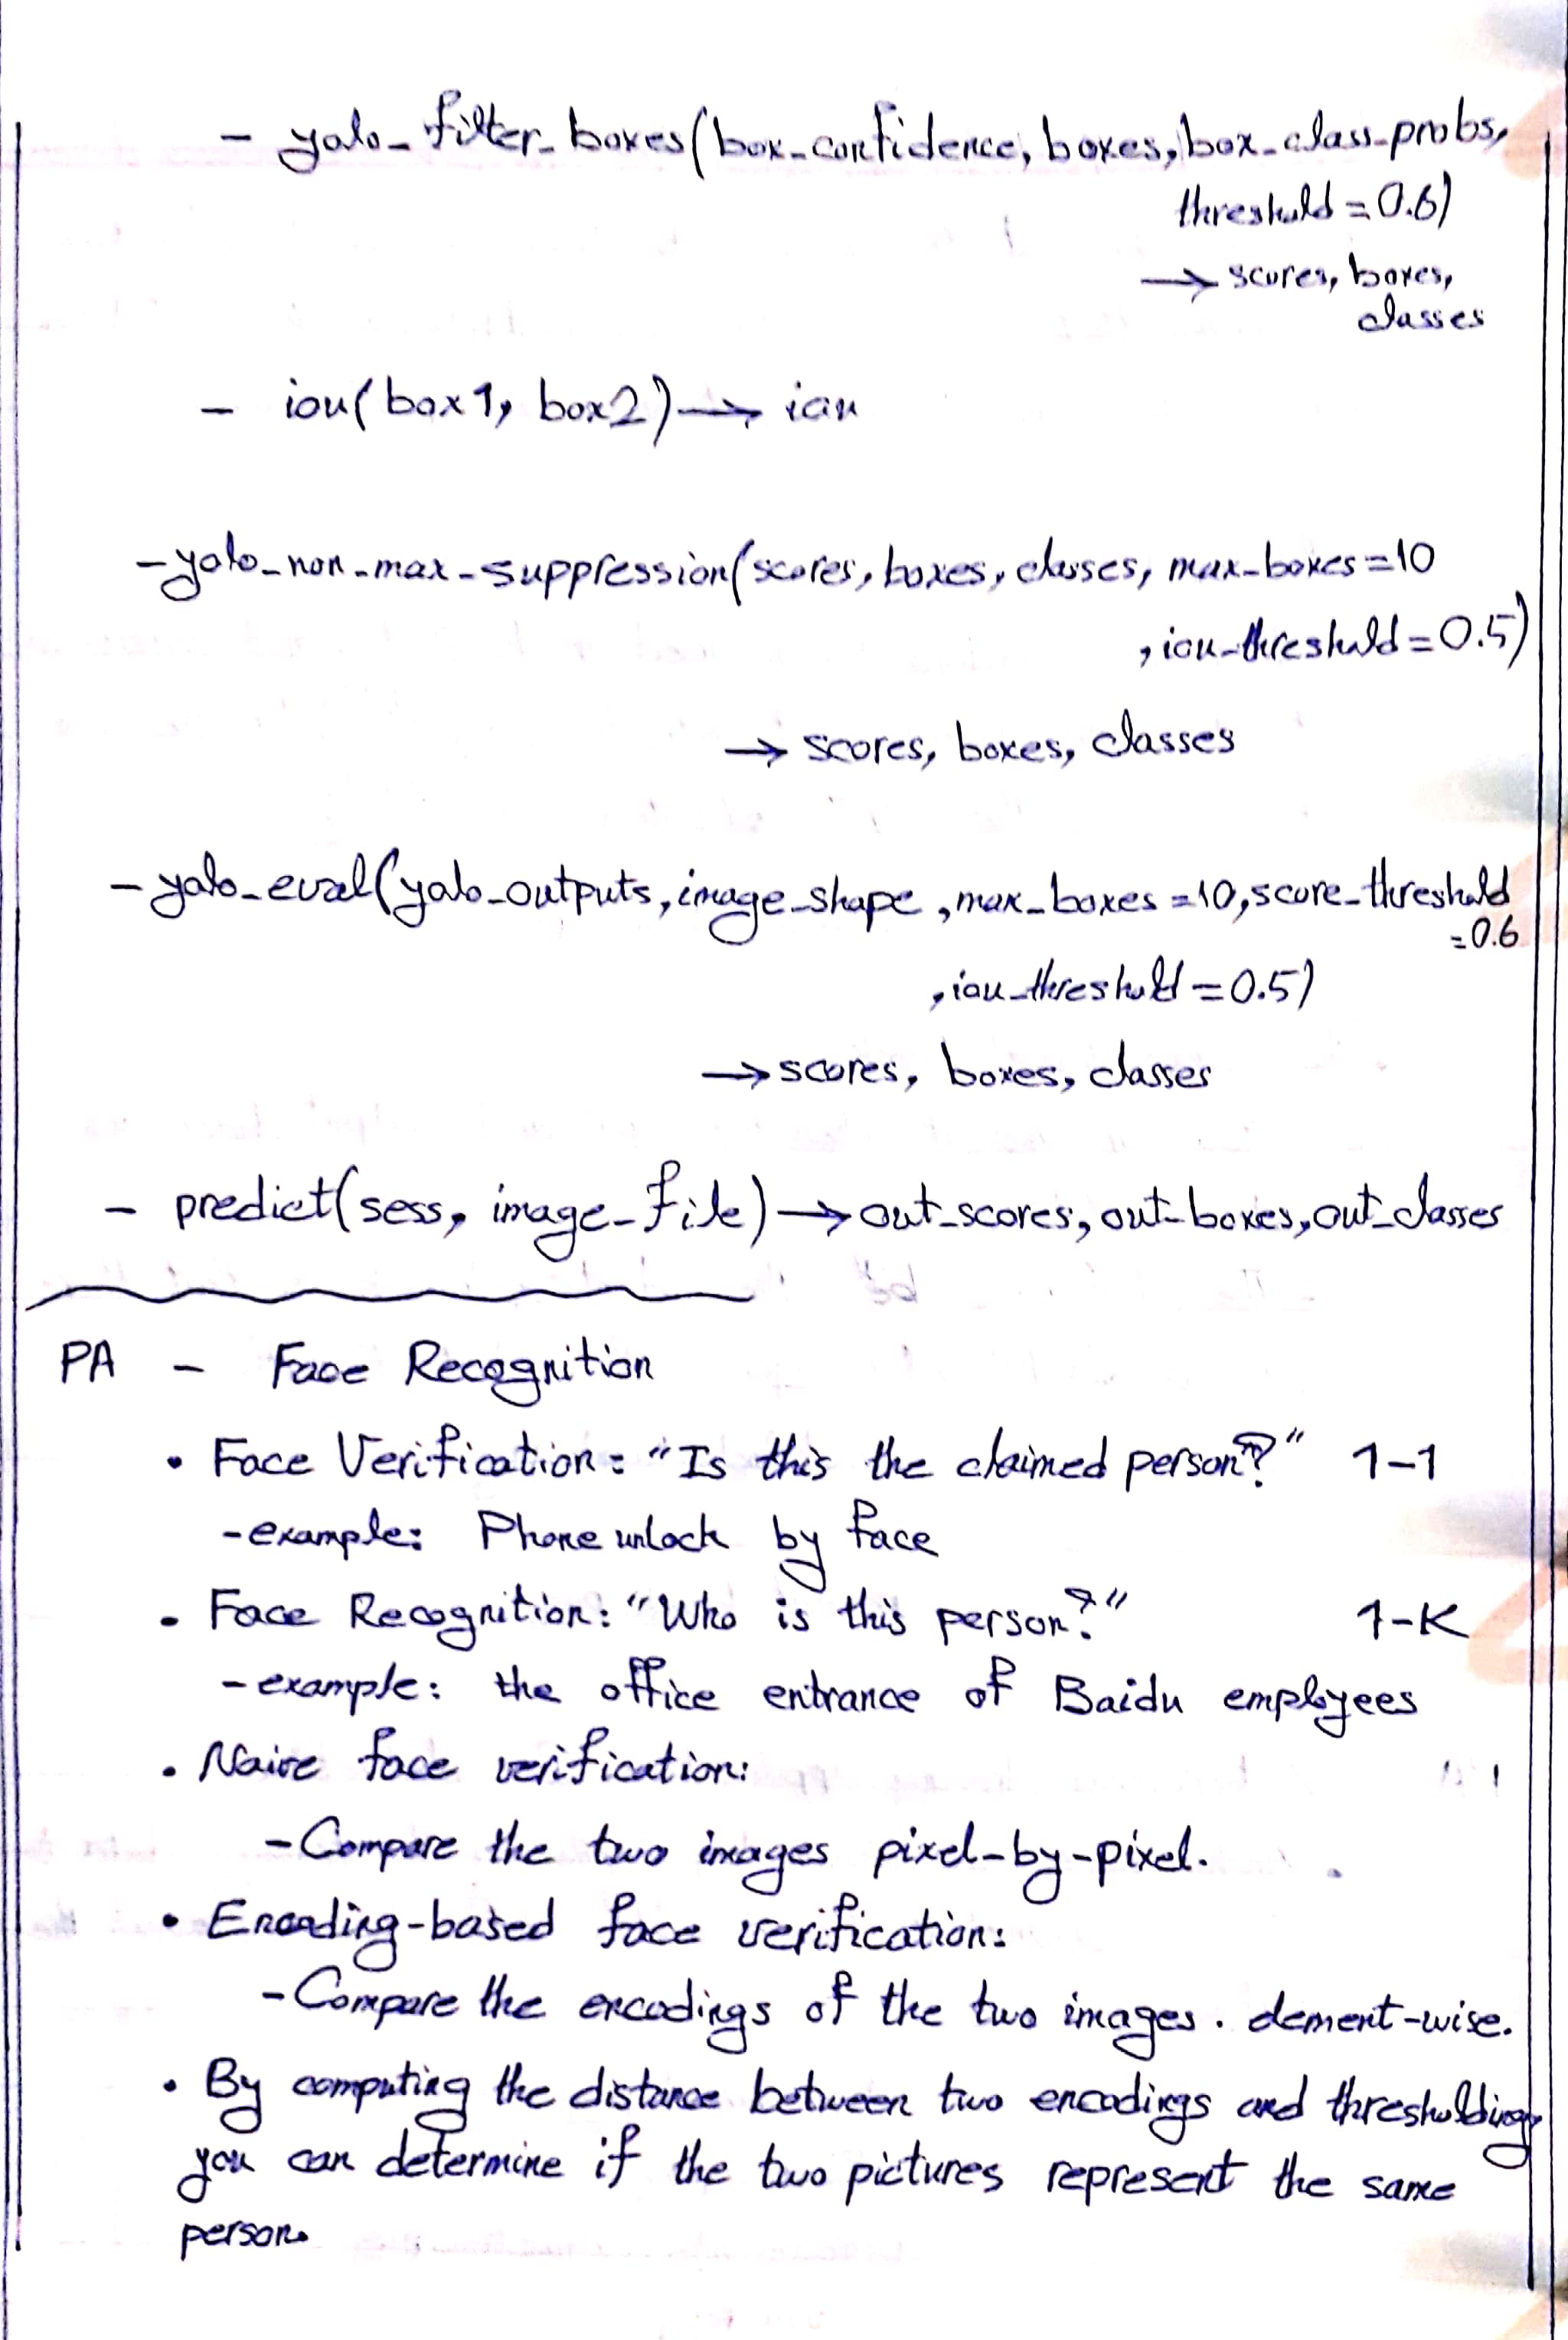 - yolo_filter_boxes(box_confidence, boxes, box_class_probs,
threshold = 0.6)
→ scores, boxes,
classes
- iou(box1, box2) → iou
- yolo_non_max_suppression(scores, boxes, classes, max_boxes=10
, iou_threshold = 0.5)
→ scores, boxes, classes
- yolo_eval(yolo_outputs, image_shape, max_boxes = 10, score_threshold
= 0.6
, iou_threshold = 0.5)
→ scores, boxes, classes
- predict(sess, image_file) → out_scores, out_boxes, out_classes
PA - Face Recognition
• Face Verification: "Is this the claimed person?" 1-1
- example: Phone unlock by face
• Face Recognition: "Who is this person?" 1-K
- example: the office entrance of Baidu employees
• Naive face verification:
- Compare the two images pixel-by-pixel.
• Encoding-based face verification:
- Compare the encodings of the two images. element-wise.
• By computing the distance between two encodings and thresholding,
you can determine if the two pictures represent the same
person.